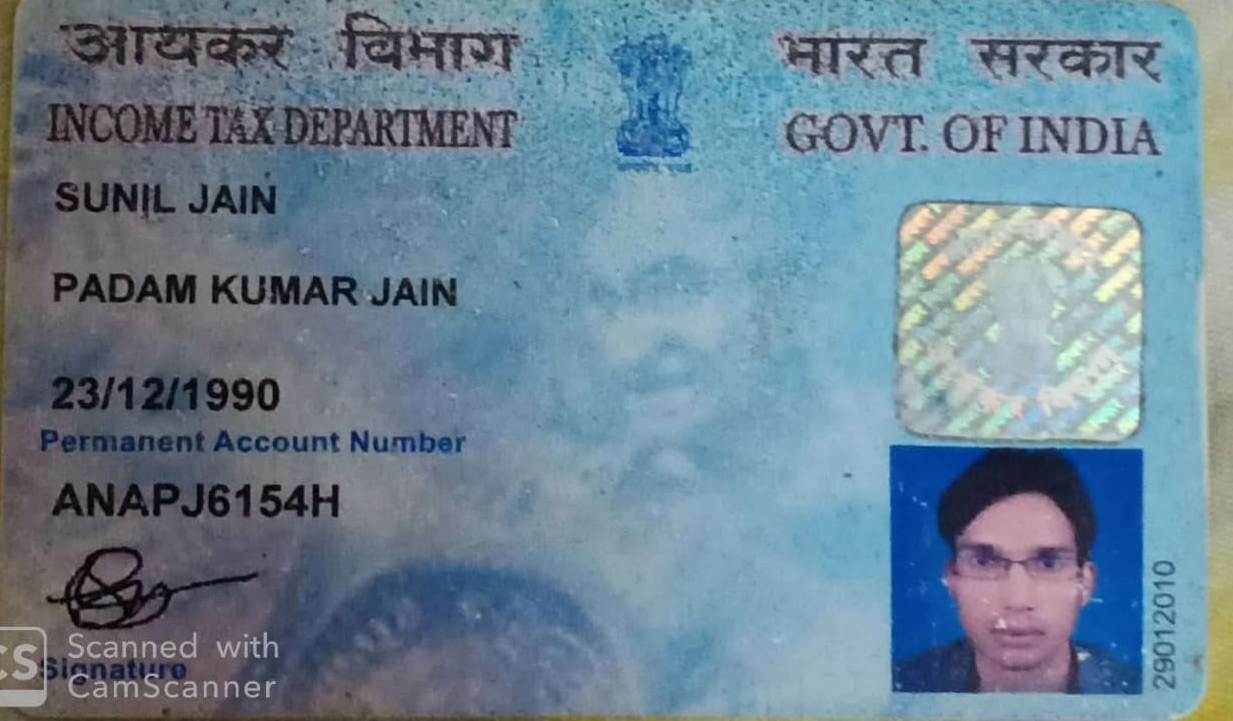 आयकर विभाग
भारत सरकार
INCOME TAX DEPARTMENT
GOVT. OF INDIA
SUNIL JAIN
PADAM KUMAR JAIN
23/12/1990
Permanent Account Number
ANAPJ6154H
Signature
29012010
CS
Scanned with
CamScanner